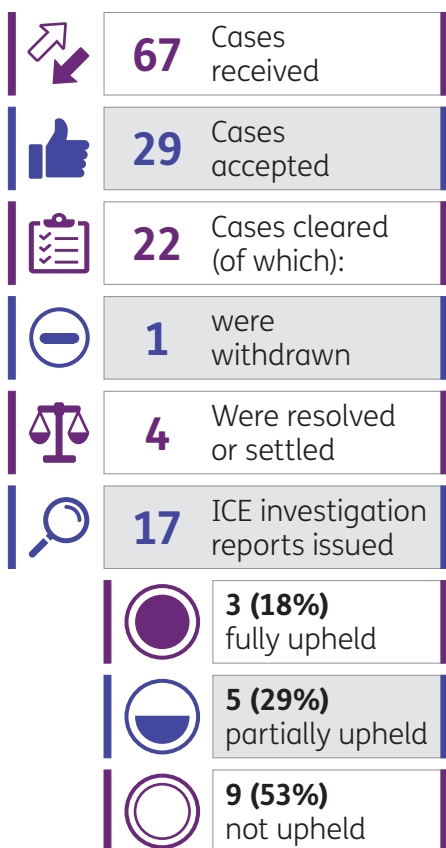 67 Cases
received
29 Cases
accepted
22 Cases cleared
(of which):
1 were
withdrawn
4 Were resolved
or settled
17 ICE investigation
reports issued
3 (18%)
fully upheld
5 (29%)
partially upheld
9 (53%)
not upheld